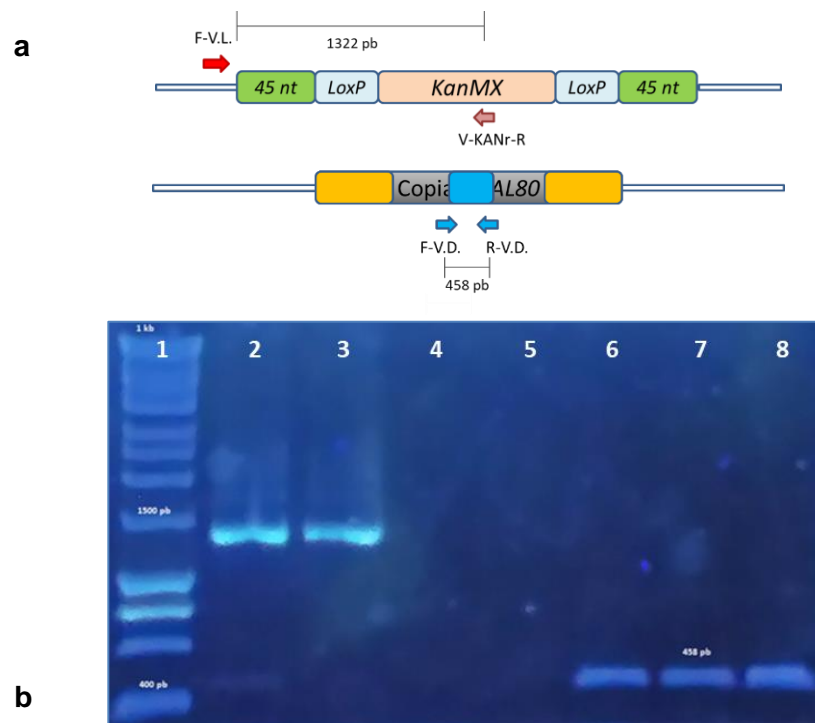 a
F-V.L.
1322 pb
45 nt LoxP KanMX LoxP 45 nt
V-KANr-R
Copia AL80
F-V.D. R-V.D.
458 pb
b
1 kb
1 2 3 4 5 6 7 8
1500 pb
458 pb
400 pb